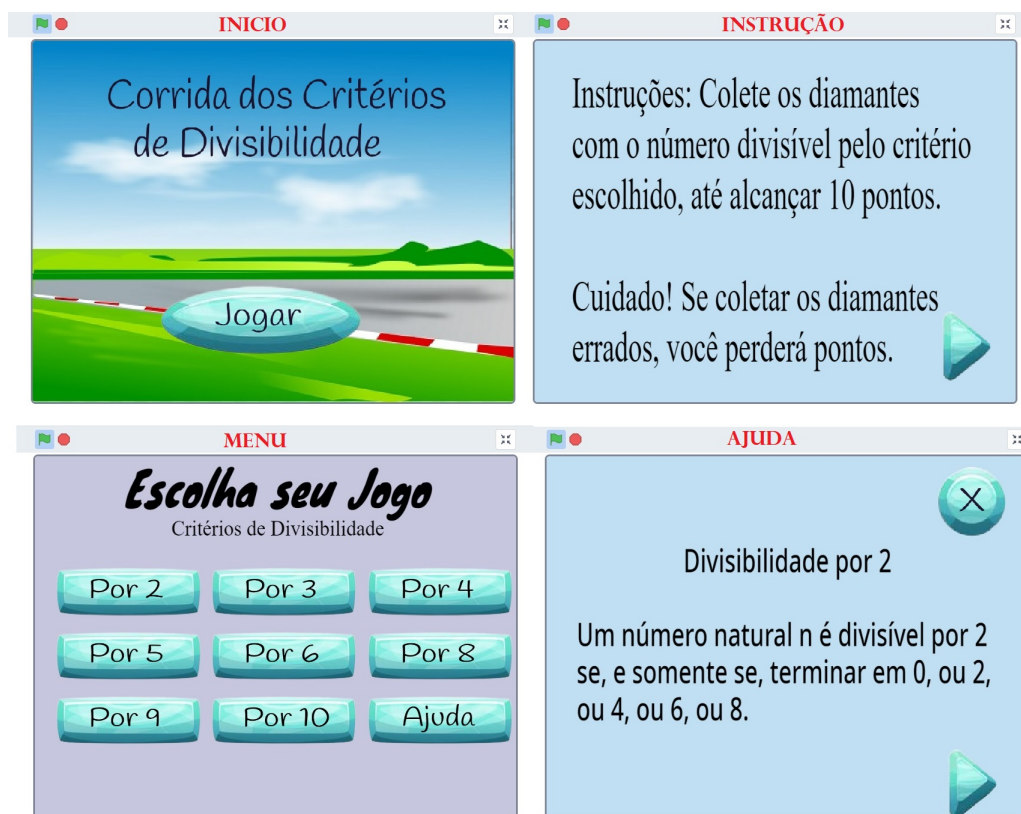 INICIO
Corrida dos Critérios
de Divisibilidade
Jogar
INSTRUÇÃO
Instruções: Colete os diamantes
com o número divisível pelo critério
escolhido, até alcançar 10 pontos.
Cuidado! Se coletar os diamantes
errados, você perderá pontos.
MENU
Escolha seu Jogo
Critérios de Divisibilidade
Por 2 Por 3 Por 4
Por 5 Por 6 Por 8
Por 9 Por 10 Ajuda
AJUDA
X
Divisibilidade por 2
Um número natural n é divisível por 2
se, e somente se, terminar em 0, ou 2,
ou 4, ou 6, ou 8.